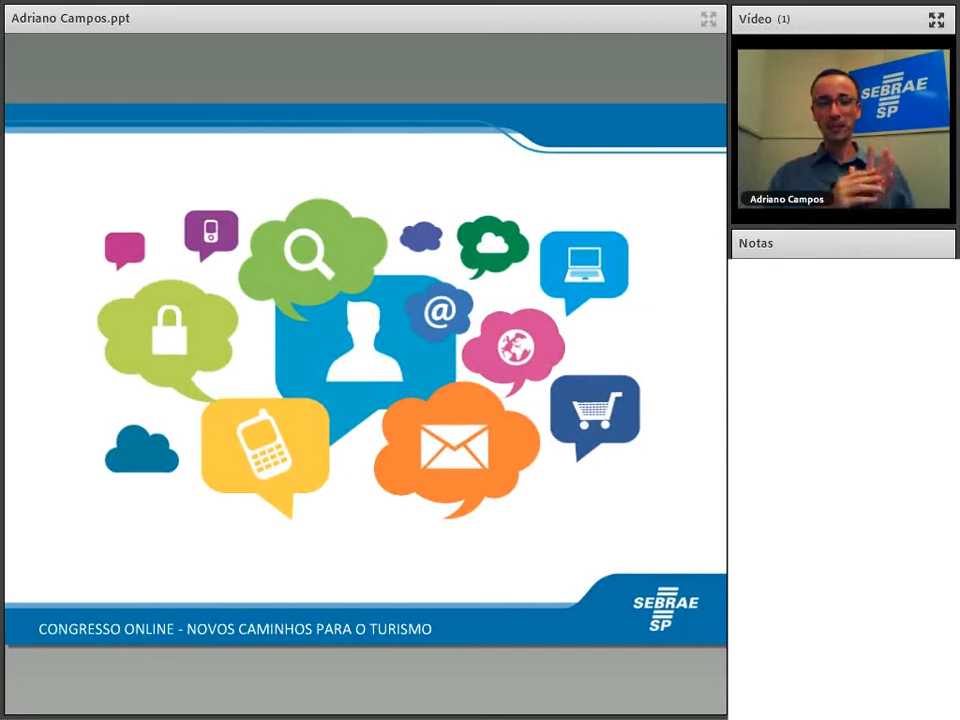 Adriano Campos.ppt
Vídeo (1)
SEBRAE
SP
Adriano Campos
Notas
@
SEBRAE
SP
CONGRESSO ONLINE - NOVOS CAMINHOS PARA O TURISMO